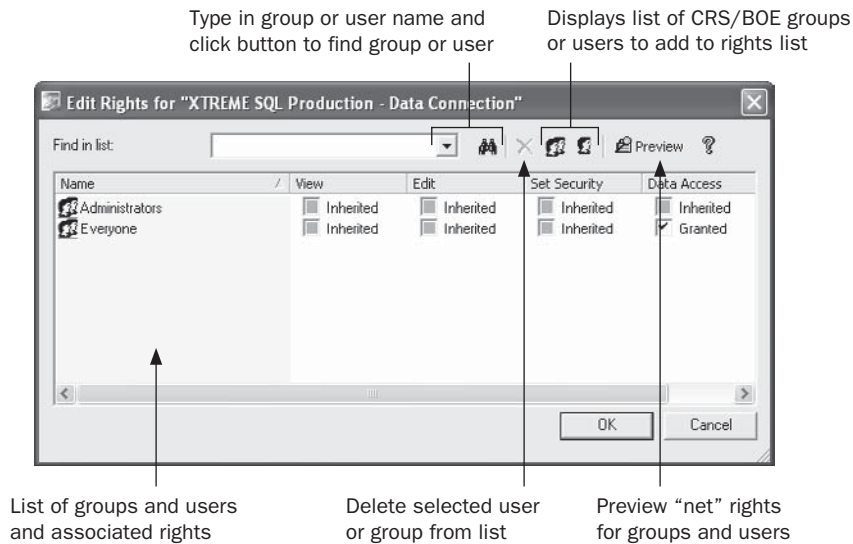 Type in group or user name and
click button to find group or user
Displays list of CRS/BOE groups
or users to add to rights list
Edit Rights for "XTREME SQL Production - Data Connection"
Find in list:
Preview
Name / View Edit Set Security Data Access
Administrators Inherited Inherited Inherited Inherited
Everyone Inherited Inherited Inherited Granted
OK Cancel
List of groups and users
and associated rights
Delete selected user
or group from list
Preview “net” rights
for groups and users